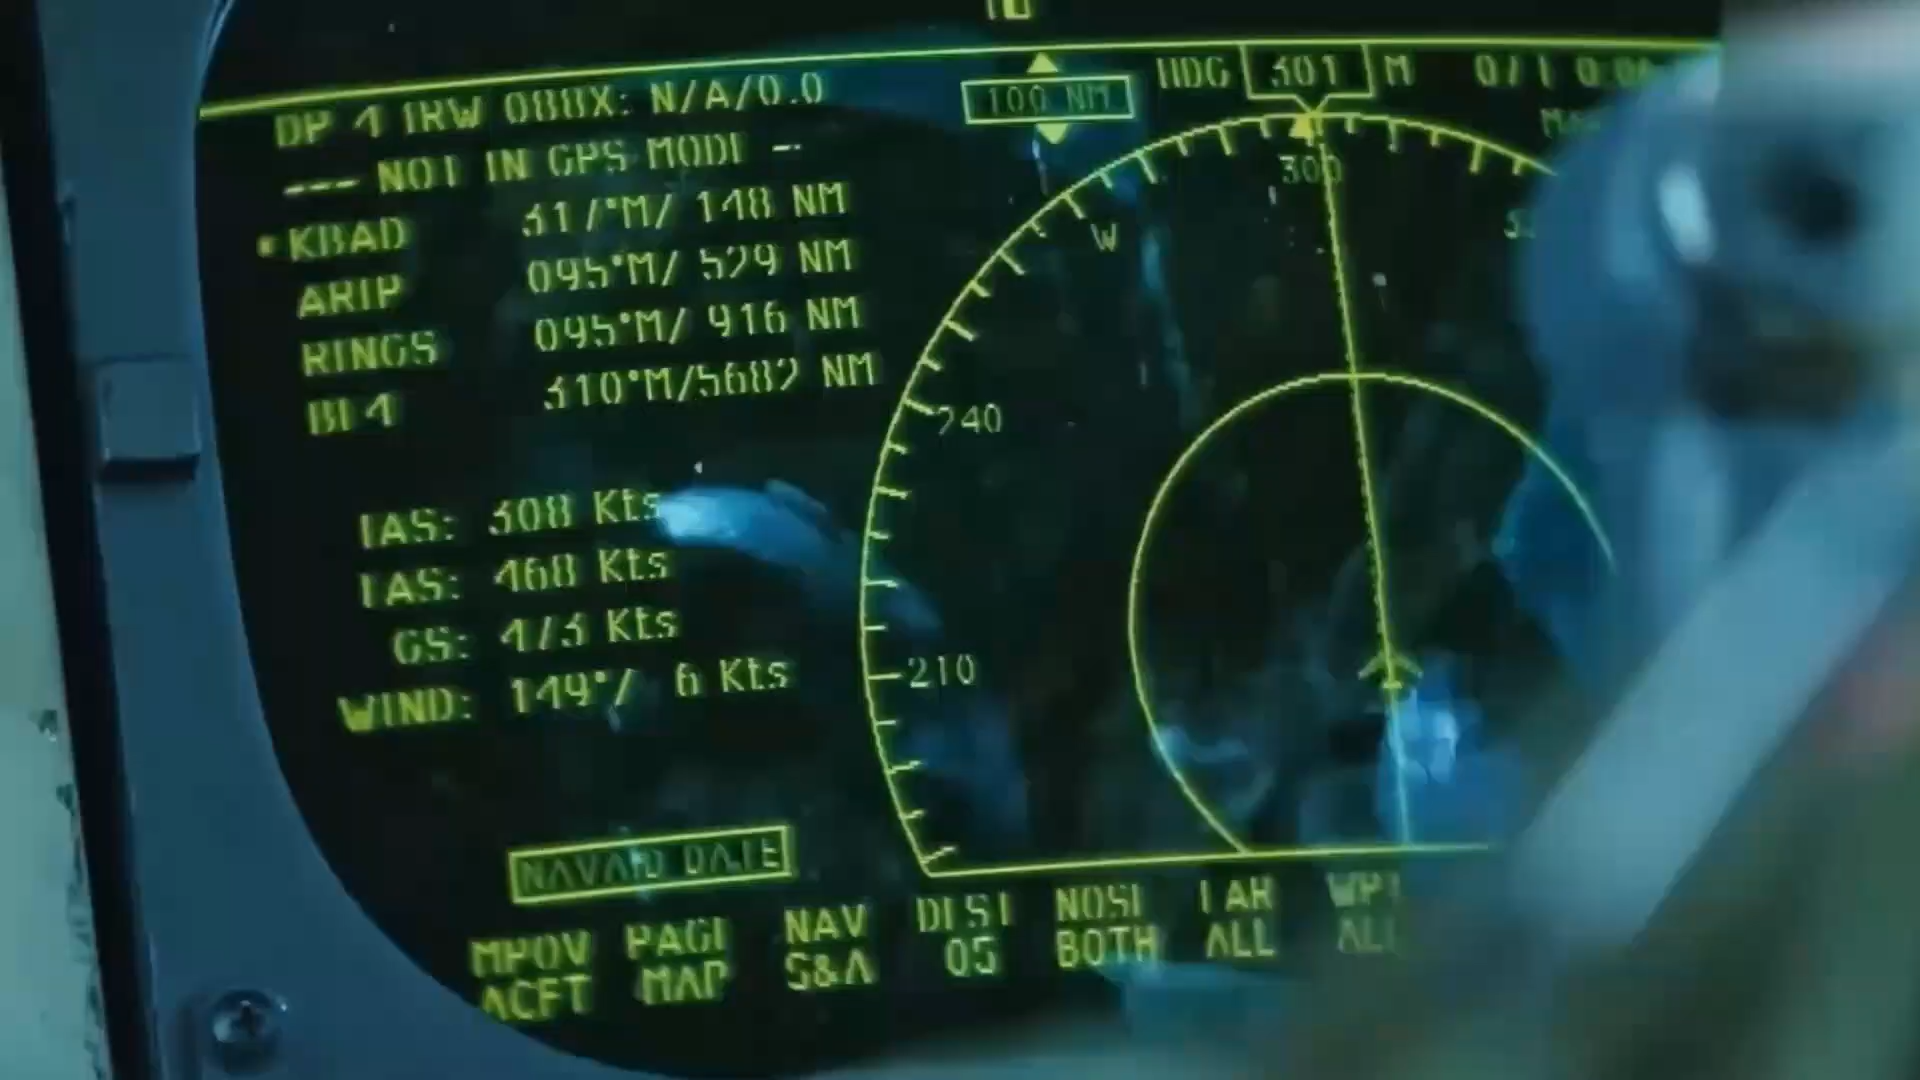 DP 4 IRW 088X: N/A/0.0
--- NOT IN GPS MODE --
•KBAD 317°M/ 148 NM
ARIP 095°M/ 529 NM
RINGS 095°M/ 916 NM
310°M/5682 NM
IAS: 308 Kts
TAS: 468 Kts
GS: 473 Kts
WIND: 149°/ 6 Kts
NAVAID DATE
100 NM
HDG 301 M
300
W
240
210
MPOV ACFT
PAGE MAP
NAV S&A
DEST 05
NOSE BOTH
ALL